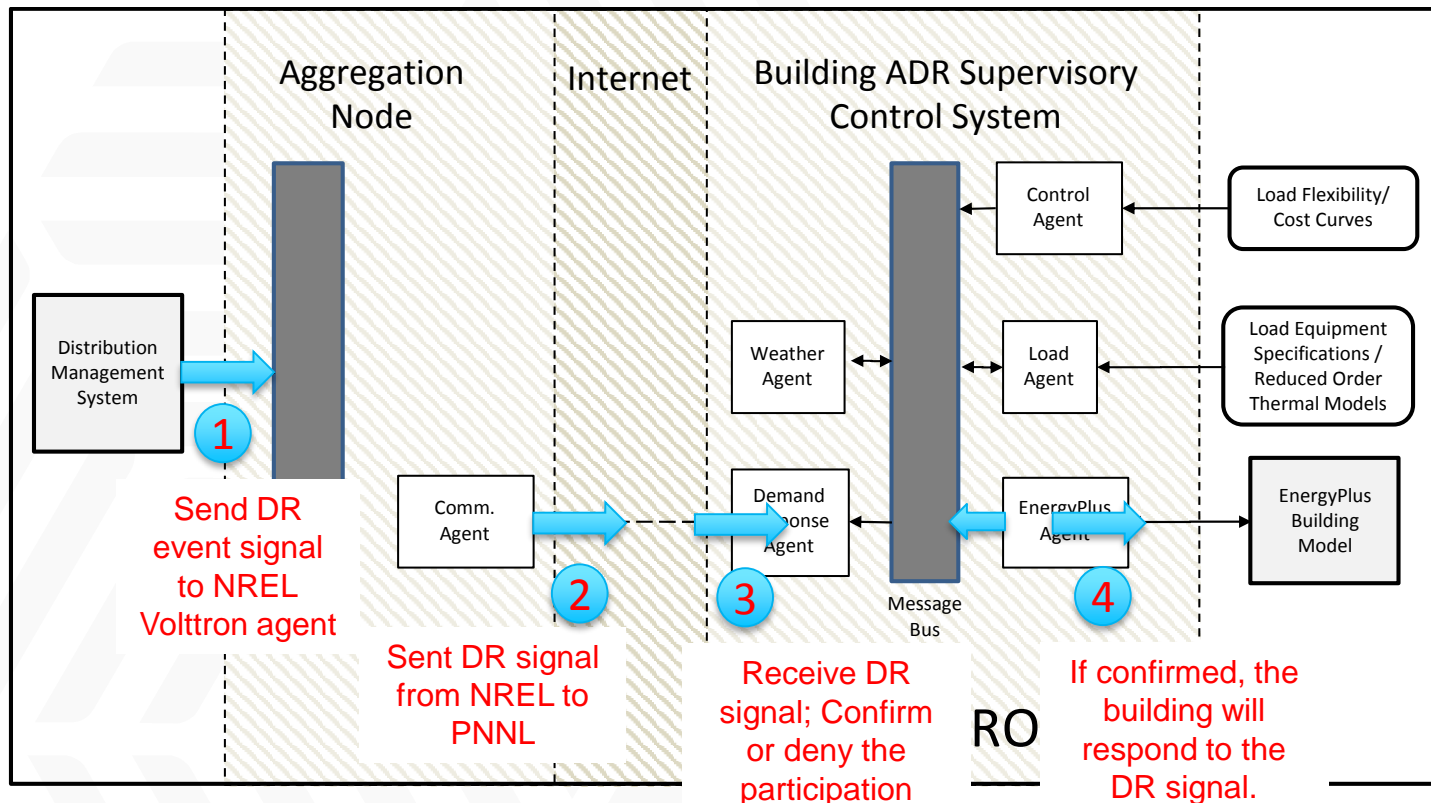 Aggregation
Node
Internet
Building ADR Supervisory
Control System
Control
Agent
Load Flexibility/
Cost Curves
Distribution
Management
System
Weather
Agent
Load
Agent
Load Equipment
Specifications /
Reduced Order
Thermal Models
1
Send DR
event signal
to NREL
Volttron agent
Comm.
Agent
2
Sent DR signal
from NREL to
PNNL
Demand
ponse
Agent
3
Receive DR
signal; Confirm
or deny the
participation
Message
Bus
EnergyPlus
Agent
4
If confirmed, the
building will
respond to the
DR signal.
EnergyPlus
Building
Model
RO